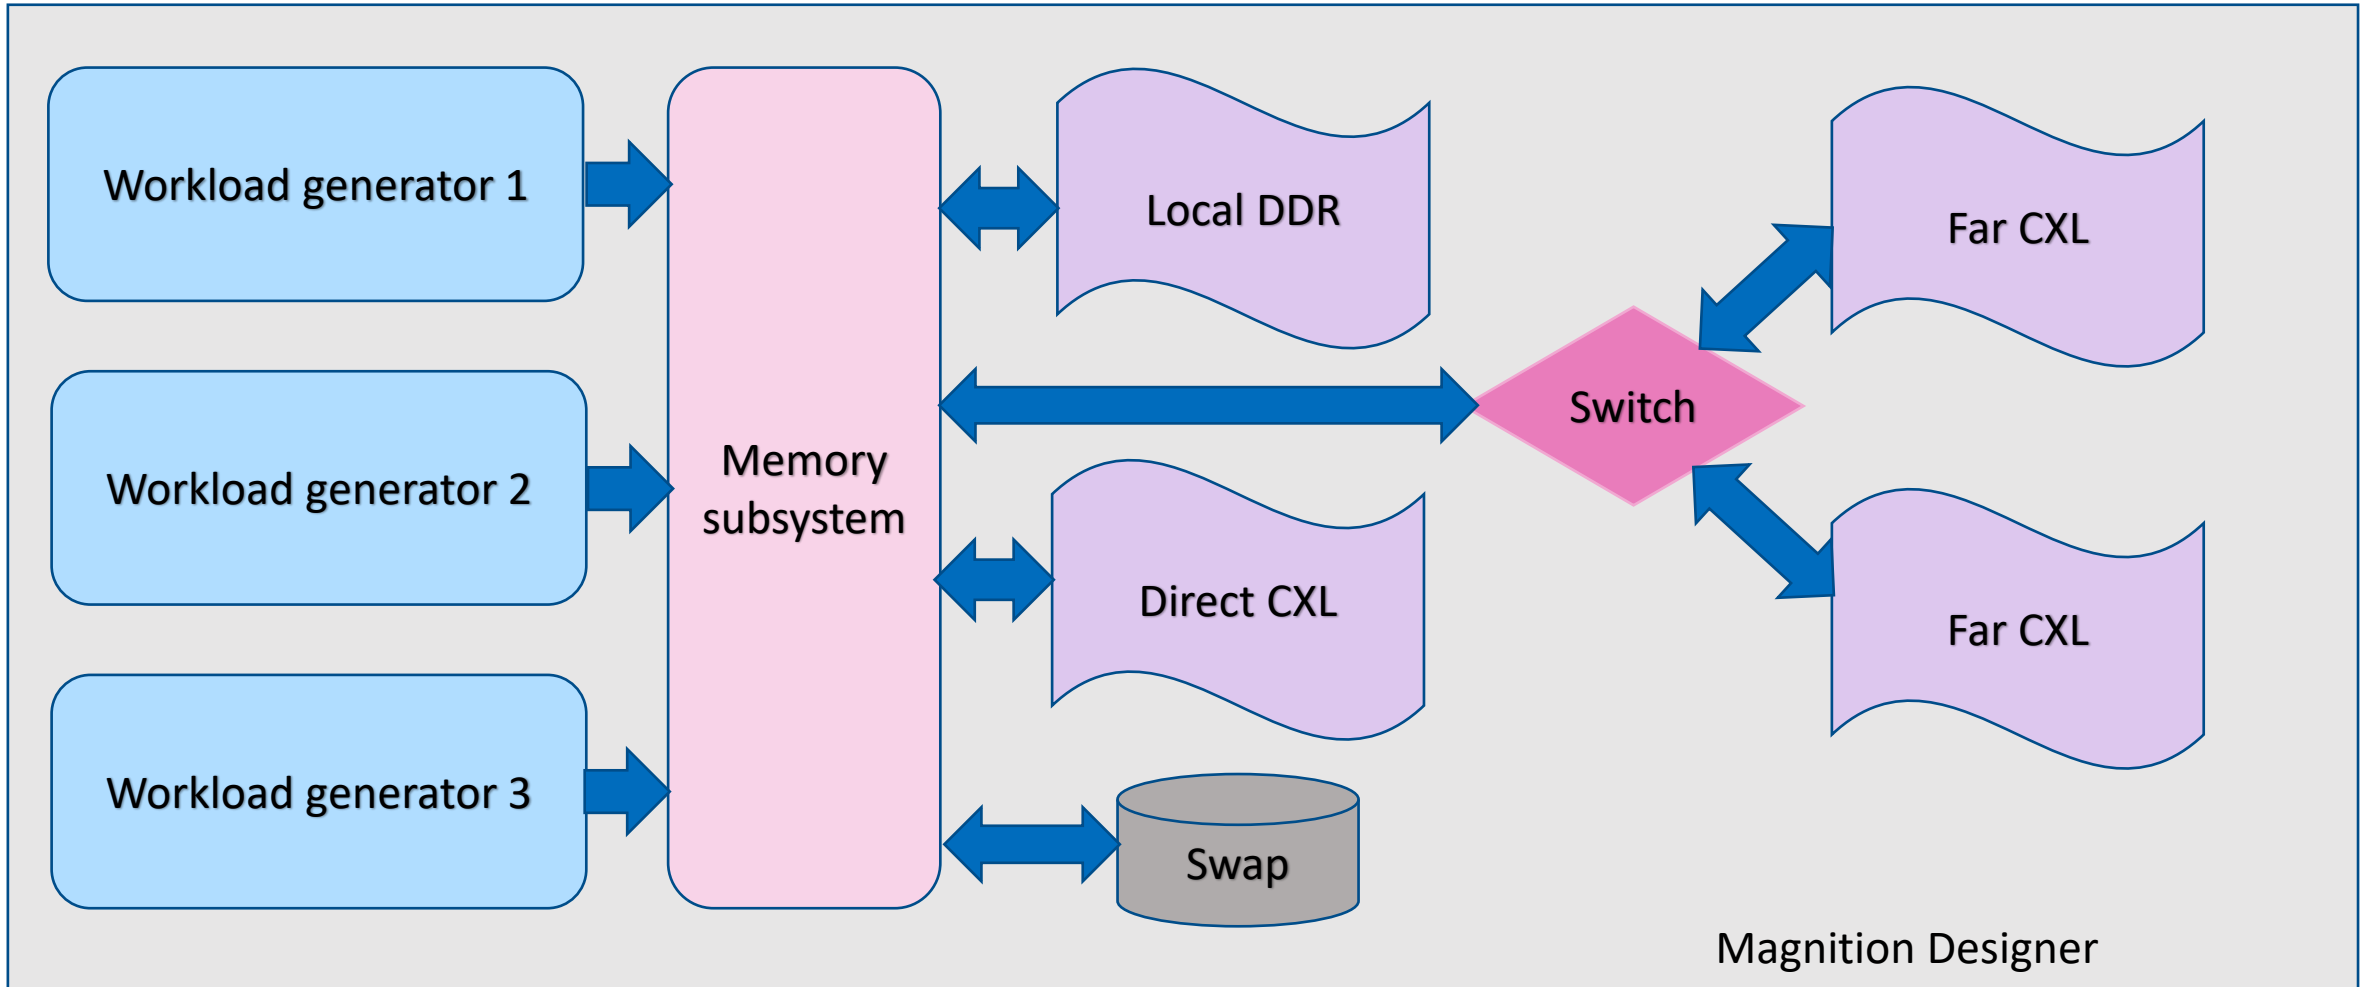 Workload generator 1
Workload generator 2
Workload generator 3
Memory
subsystem
Local DDR
Direct CXL
Swap
Switch
Far CXL
Far CXL
Magnition Designer